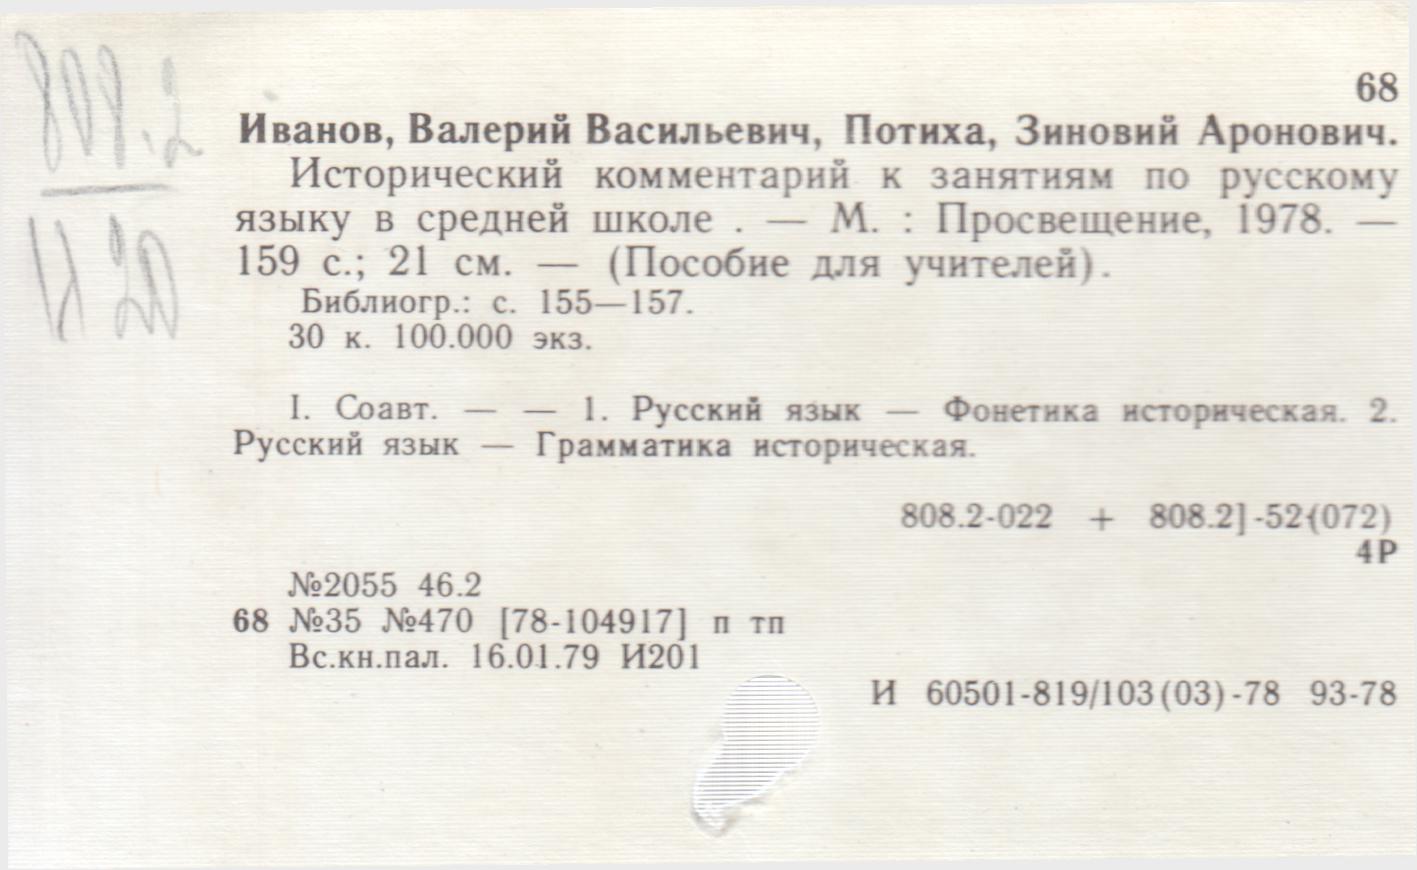 808.2
И 20
68
Иванов, Валерий Васильевич, Потиха, Зиновий Аронович.
Исторический комментарий к занятиям по русскому
языку в средней школе . — М. : Просвещение, 1978. —
159 с.; 21 см. — (Пособие для учителей).
Библиогр.: с. 155—157.
30 к. 100.000 экз.
I. Соавт. — — 1. Русский язык — Фонетика историческая. 2.
Русский язык — Грамматика историческая.
808.2-022 + 808.2]-52(072)
4Р
№2055 46.2
68 №35 №470 [78-104917] п тп
Вс.кн.пал. 16.01.79 И201
И 60501-819/103(03)-78 93-78